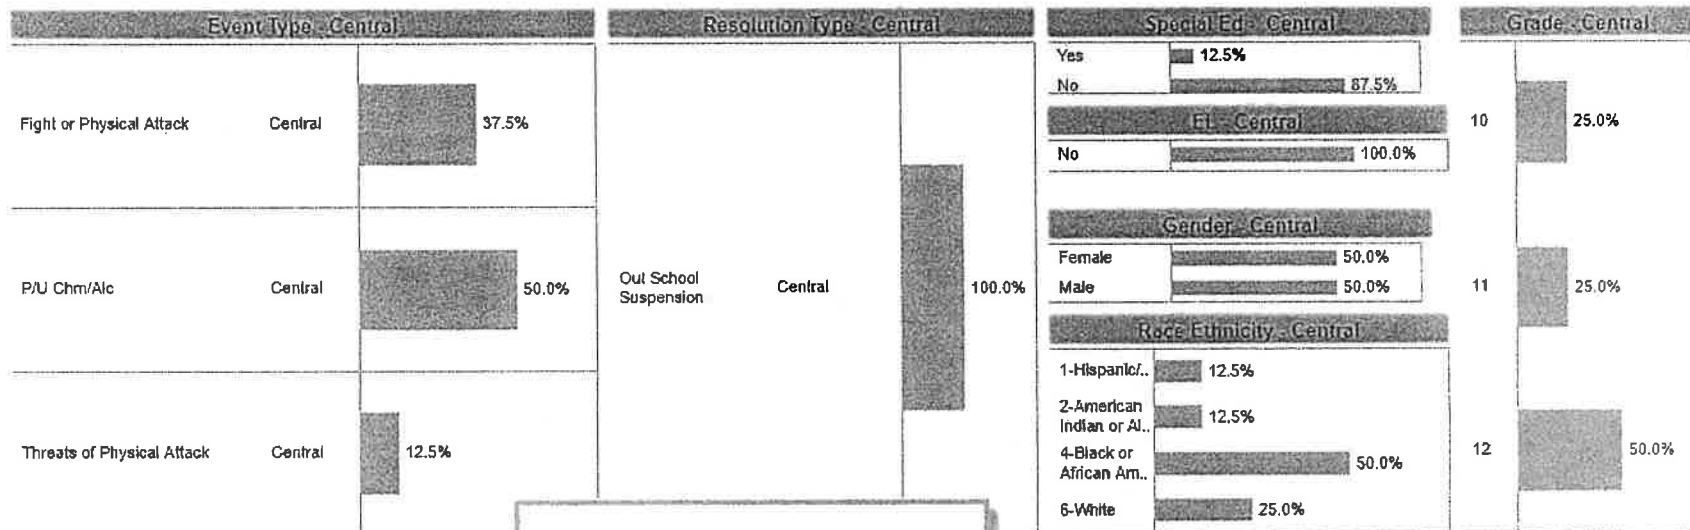 Event Type - Central
Fight or Physical Attack Central 37.5%
P/U Chm/Alc Central 50.0%
Threats of Physical Attack Central 12.5%
Resolution Type - Central
Out School
Suspension
Central 100.0%
Special Ed - Central
Yes 12.5%
No 87.5%
EL - Central
No 100.0%
Gender - Central
Female 50.0%
Male 50.0%
Race Ethnicity - Central
1-Hispanic/.. 12.5%
2-American
Indian or Al.. 12.5%
4-Black or
African Am.. 50.0%
6-White 25.0%
Grade - Central
10 25.0%
11 25.0%
12 50.0%